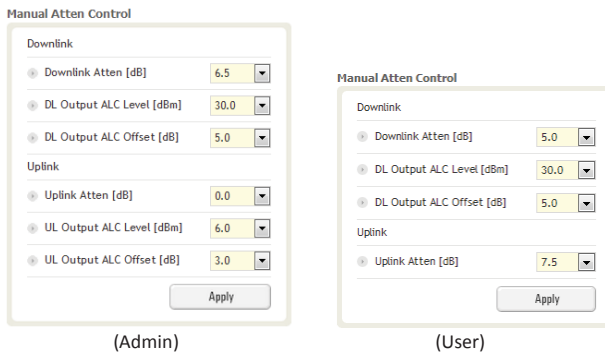 Manual Atten Control
Downlink
Downlink Atten [dB] 6.5
DL Output ALC Level [dBm] 30.0
DL Output ALC Offset [dB] 5.0
Uplink
Uplink Atten [dB] 0.0
UL Output ALC Level [dBm] 6.0
UL Output ALC Offset [dB] 3.0
Apply
(Admin)
Manual Atten Control
Downlink
Downlink Atten [dB] 5.0
DL Output ALC Level [dBm] 30.0
DL Output ALC Offset [dB] 5.0
Uplink
Uplink Atten [dB] 7.5
Apply
(User)